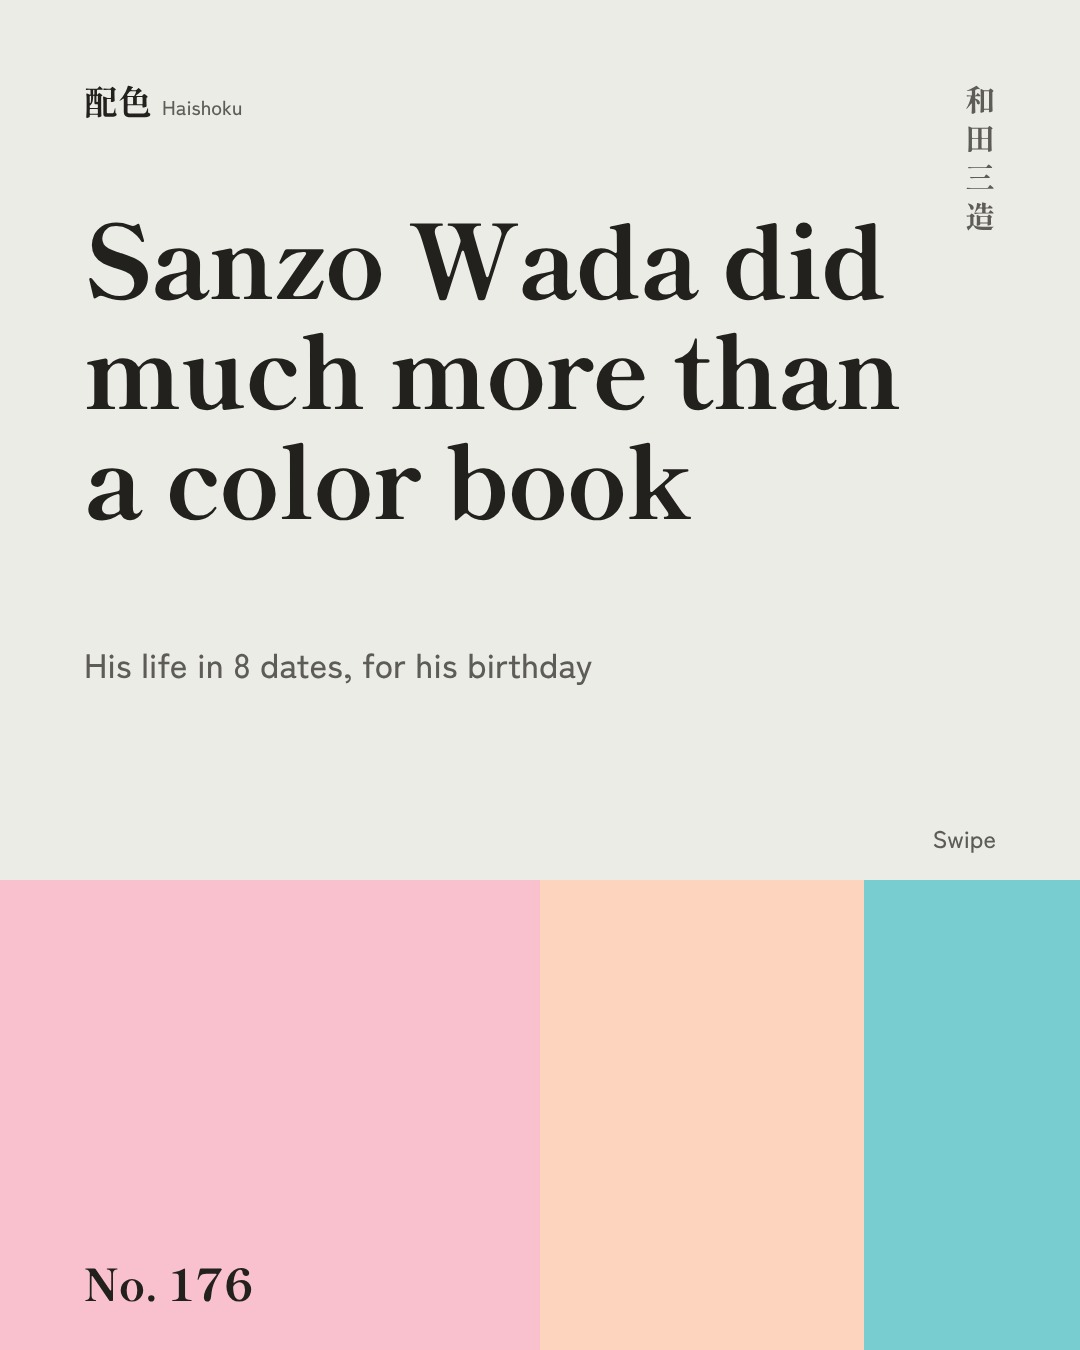 配色 Haishoku
和田三造
Sanzo Wada did
much more than
a color book
His life in 8 dates, for his birthday
Swipe
No. 176